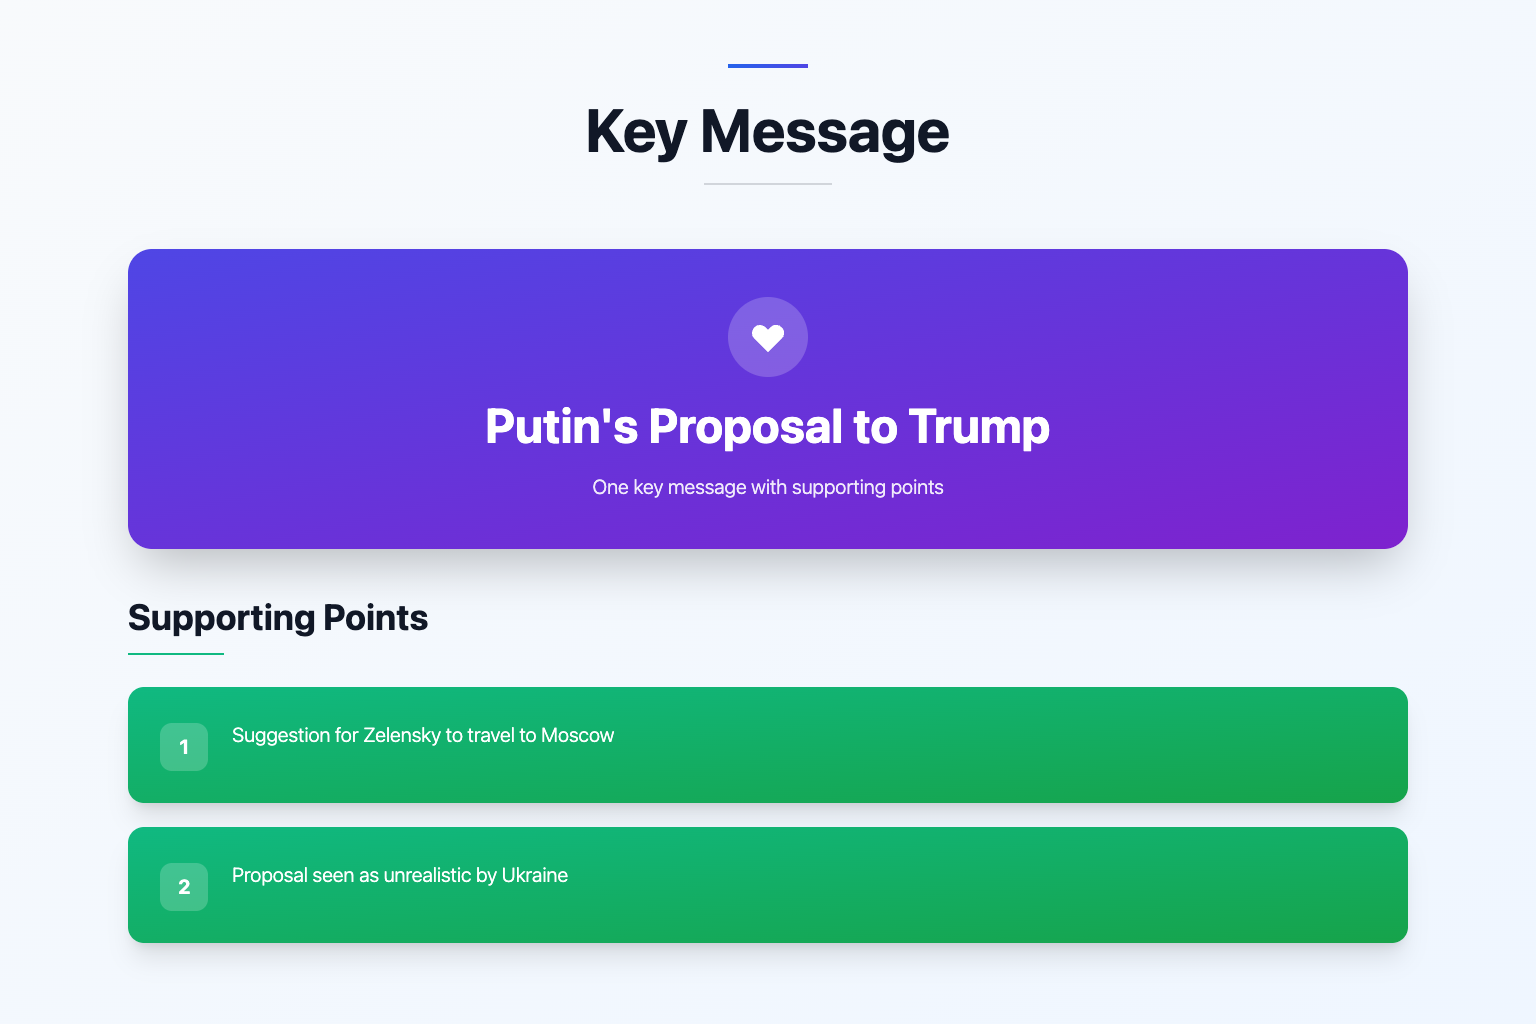 Key Message
Putin's Proposal to Trump
One key message with supporting points
Supporting Points
1
Suggestion for Zelensky to travel to Moscow
2
Proposal seen as unrealistic by Ukraine